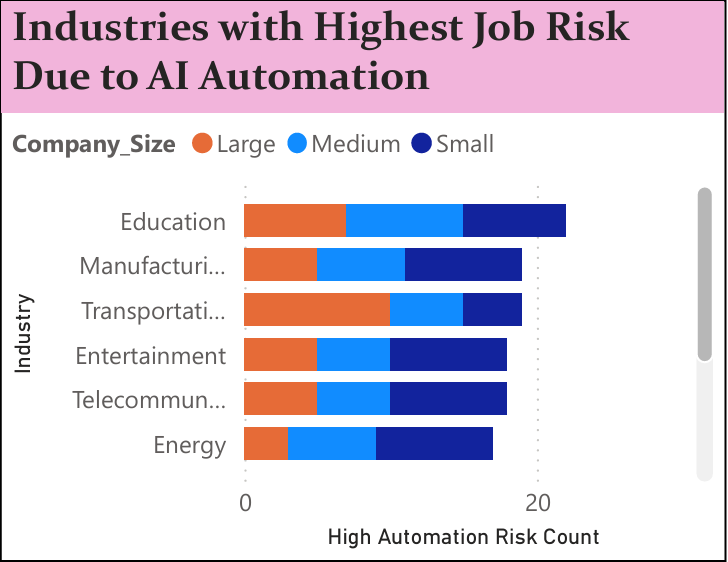 Industries with Highest Job Risk
Due to AI Automation
Company_Size Large Medium Small
Industry
Education
Manufacturi...
Transportati...
Entertainment
Telecommun...
Energy
0 20
High Automation Risk Count